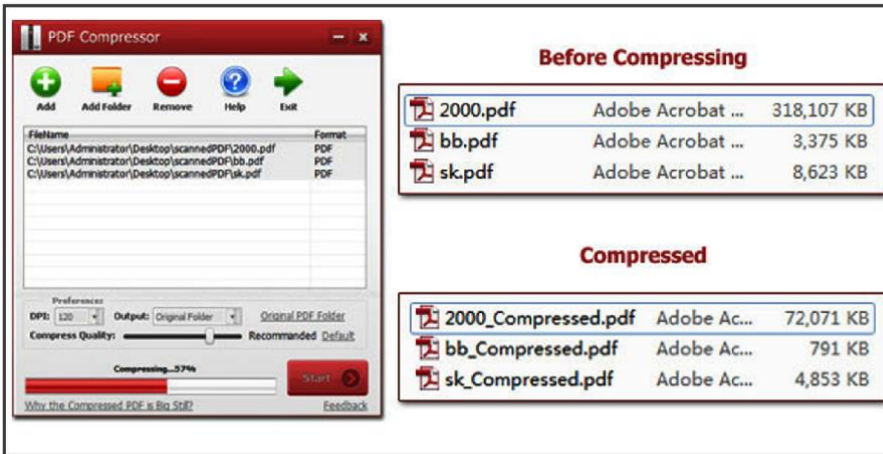 PDF Compressor
Add Add Folder Remove Help Exit
FileName Format
C:\Users\Administrator\Desktop\scannedPDF\2000.pdf PDF
C:\Users\Administrator\Desktop\scannedPDF\bb.pdf PDF
C:\Users\Administrator\Desktop\scannedPDF\sk.pdf PDF
Preferences
DPI: 120 Output: Original Folder Original PDF Folder
Compress Quality: Recommanded Default
Compressing...57%
Start
Why the Compressed PDF is Big Still? Feedback
Before Compressing
2000.pdf Adobe Acrobat ... 318,107 KB
bb.pdf Adobe Acrobat ... 3,375 KB
sk.pdf Adobe Acrobat ... 8,623 KB
Compressed
2000_Compressed.pdf Adobe Ac... 72,071 KB
bb_Compressed.pdf Adobe Ac... 791 KB
sk_Compressed.pdf Adobe Ac... 4,853 KB